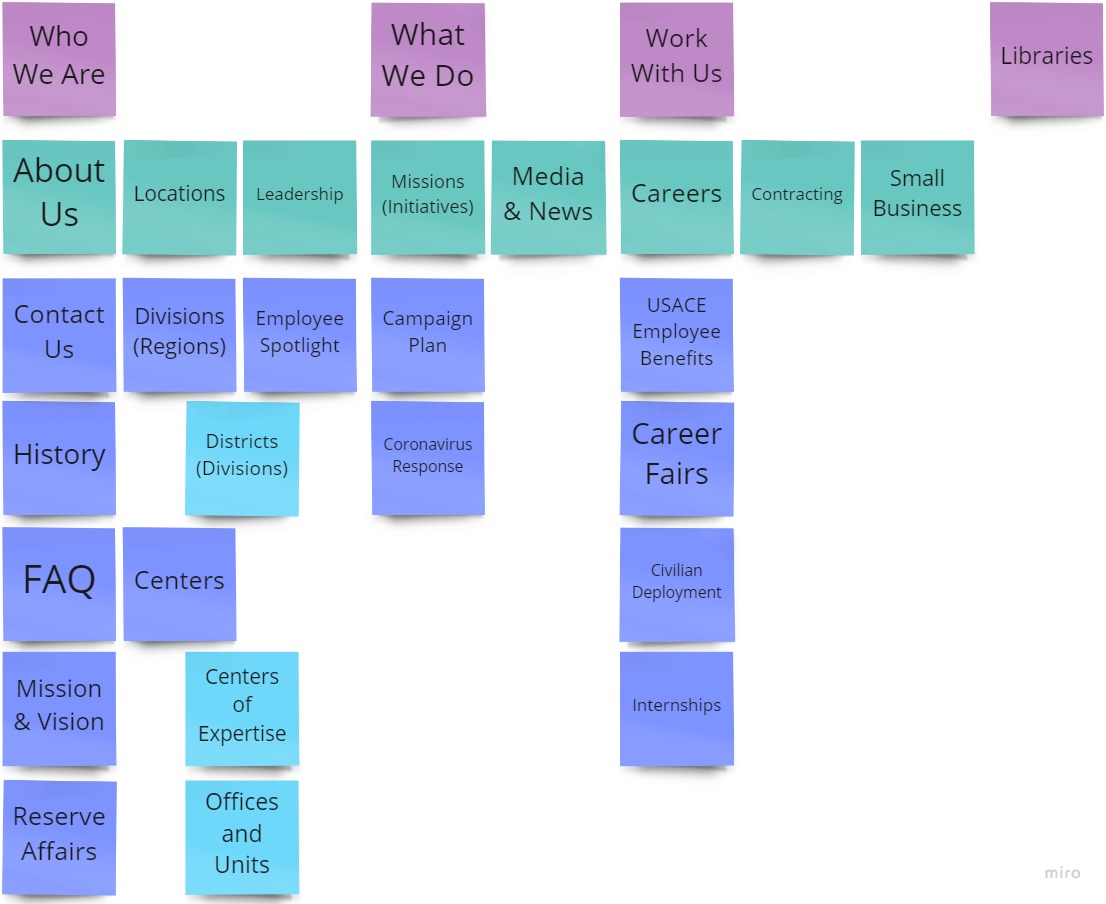 Who
We Are
What
We Do
Work
With Us
Libraries
About
Us
Locations
Leadership
Missions
(Initiatives)
Media
& News
Careers
Contracting
Small
Business
Contact
Us
Divisions
(Regions)
Employee
Spotlight
Campaign
Plan
USACE
Employee
Benefits
History
Districts
(Divisions)
Coronavirus
Response
Career
Fairs
FAQ
Centers
Civilian
Deployment
Mission
& Vision
Centers
of
Expertise
Internships
Reserve
Affairs
Offices
and
Units
miro